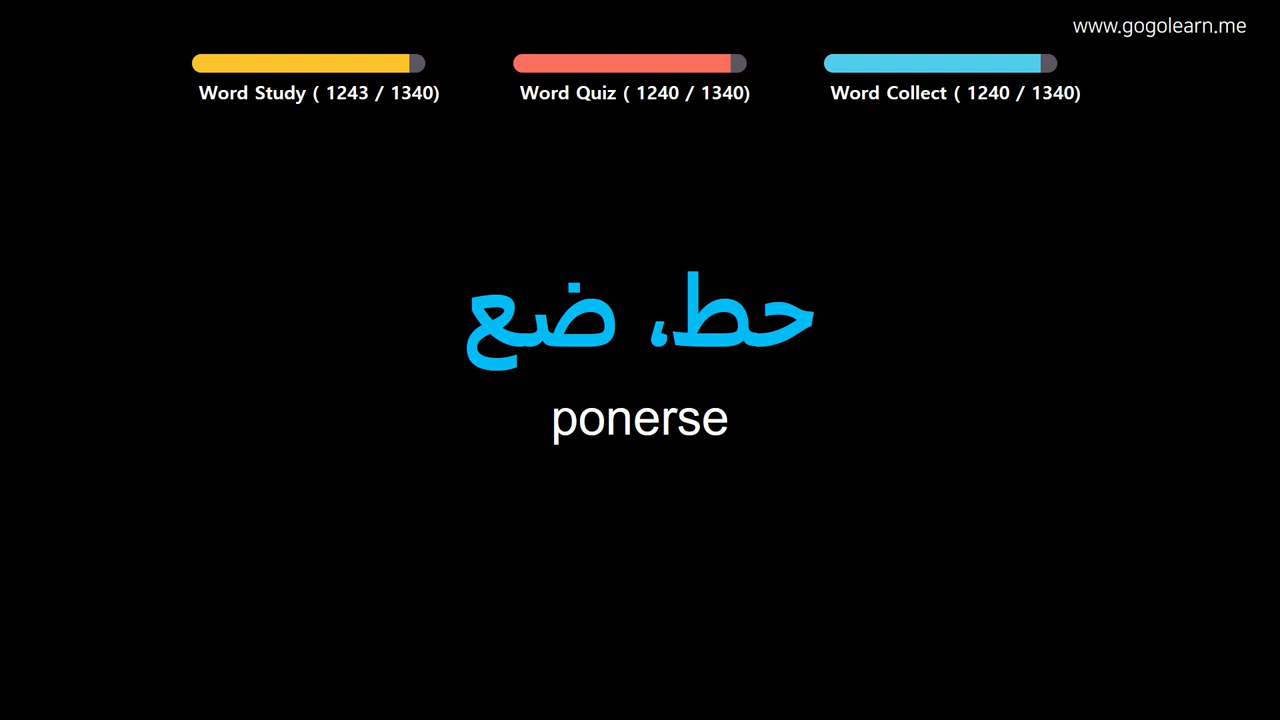 www.gogolearn.me
Word Study ( 1243 / 1340)
Word Quiz ( 1240 / 1340)
Word Collect ( 1240 / 1340)
حط، ضع
ponerse